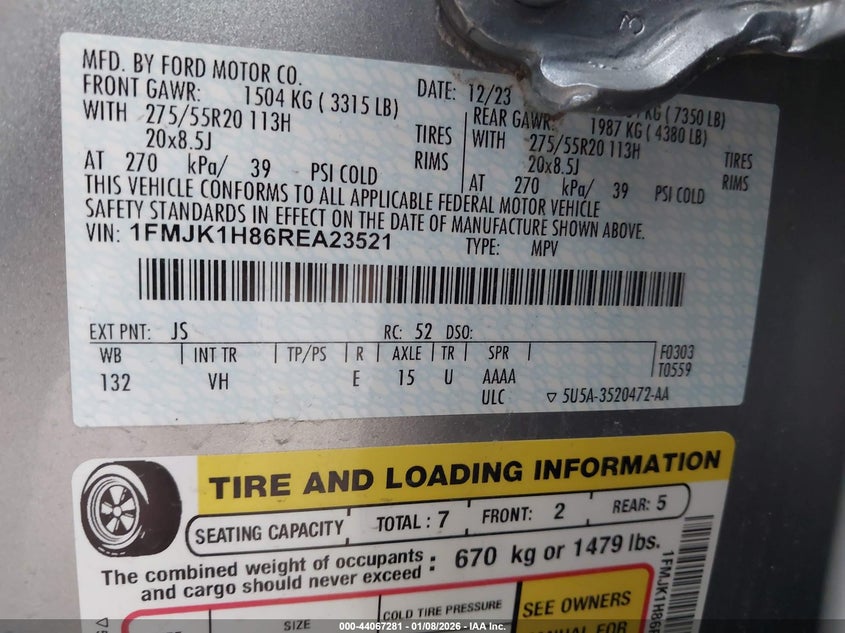 MFD. BY FORD MOTOR CO.
DATE: 12/23
FRONT GAWR: 1504 KG ( 3315 LB)
KG ( 7350 LB)
REAR GAWR: 1987 KG ( 4380 LB)
WITH 275/55R20 113H TIRES
WITH 275/55R20 113H TIRES
20x8.5J RIMS
20x8.5J RIMS
AT 270 kPa/ 39 PSI COLD
AT 270 kPa/ 39 PSI COLD
THIS VEHICLE CONFORMS TO ALL APPLICABLE FEDERAL MOTOR VEHICLE
SAFETY STANDARDS IN EFFECT ON THE DATE OF MANUFACTURE SHOWN ABOVE.
VIN: 1FMJK1H86REA23521
TYPE: MPV
EXT PNT: JS RC: 52 DSO:
WB INT TR TP/PS R AXLE TR SPR F0303
T0559
132 VH E 15 U AAAA
ULC ▽ 5U5A-3520472-AA
TIRE AND LOADING INFORMATION
SEATING CAPACITY TOTAL : 7 FRONT: 2 REAR: 5
The combined weight of occupants
and cargo should never exceed : 670 kg or 1479 lbs.
SIZE COLD TIRE PRESSURE SEE OWNERS
MANUAL FOR
1FMJK1H86
000-44067281 - 01/08/2026 - IAA Inc.